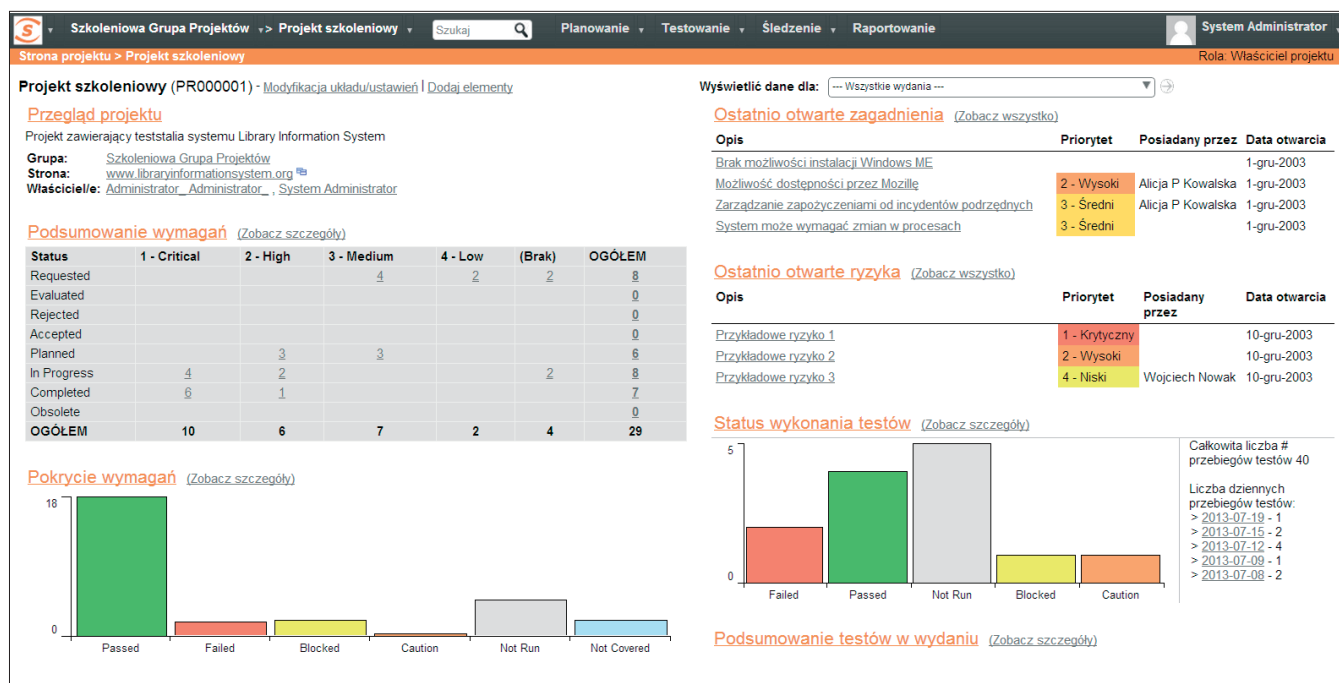 S Szkoleniowa Grupa Projektów > Projekt szkoleniowy Szukaj Planowanie Testowanie Śledzenie Raportowanie System Administrator
Strona projektu > Projekt szkoleniowy Rola: Właściciel projektu
Projekt szkoleniowy (PR000001) - Modyfikacja układu/ustawień | Dodaj elementy
Przegląd projektu
Projekt zawierający teststalia systemu Library Information System
Grupa: Szkoleniowa Grupa Projektów
Strona: www.libraryinformationsystem.org
Właściciel/e: Administrator_Administrator_ , System Administrator
Podsumowanie wymagań (Zobacz szczegóły)
Status 1 - Critical 2 - High 3 - Medium 4 - Low (Brak) OGÓŁEM
Requested 4 2 2 8
Evaluated 0
Rejected 0
Accepted 0
Planned 3 3 6
In Progress 4 2 2 8
Completed 6 1 7
Obsolete 0
OGÓŁEM 10 6 7 2 4 29
Pokrycie wymagań (Zobacz szczegóły)
18
0
Passed Failed Blocked Caution Not Run Not Covered
Wyświetlić dane dla: --- Wszystkie wydania ---
Ostatnio otwarte zagadnienia (Zobacz wszystko)
Opis Priorytet Posiadany przez Data otwarcia
Brak możliwości instalacji Windows ME 1-gru-2003
Możliwość dostępności przez Mozillę 2 - Wysoki Alicja P Kowalska 1-gru-2003
Zarządzanie zapożyczeniami od incydentów podrzędnych 3 - Średni Alicja P Kowalska 1-gru-2003
System może wymagać zmian w procesach 3 - Średni 1-gru-2003
Ostatnio otwarte ryzyka (Zobacz wszystko)
Opis Priorytet Posiadany przez Data otwarcia
Przykładowe ryzyko 1 1 - Krytyczny 10-gru-2003
Przykładowe ryzyko 2 2 - Wysoki 10-gru-2003
Przykładowe ryzyko 3 4 - Niski Wojciech Nowak 10-gru-2003
Status wykonania testów (Zobacz szczegóły)
5
0
Failed Passed Not Run Blocked Caution
Całkowita liczba #
przebiegów testów 40
Liczba dziennych
przebiegów testów:
> 2013-07-19 - 1
> 2013-07-15 - 2
> 2013-07-12 - 4
> 2013-07-09 - 1
> 2013-07-08 - 2
Podsumowanie testów w wydaniu (Zobacz szczegóły)